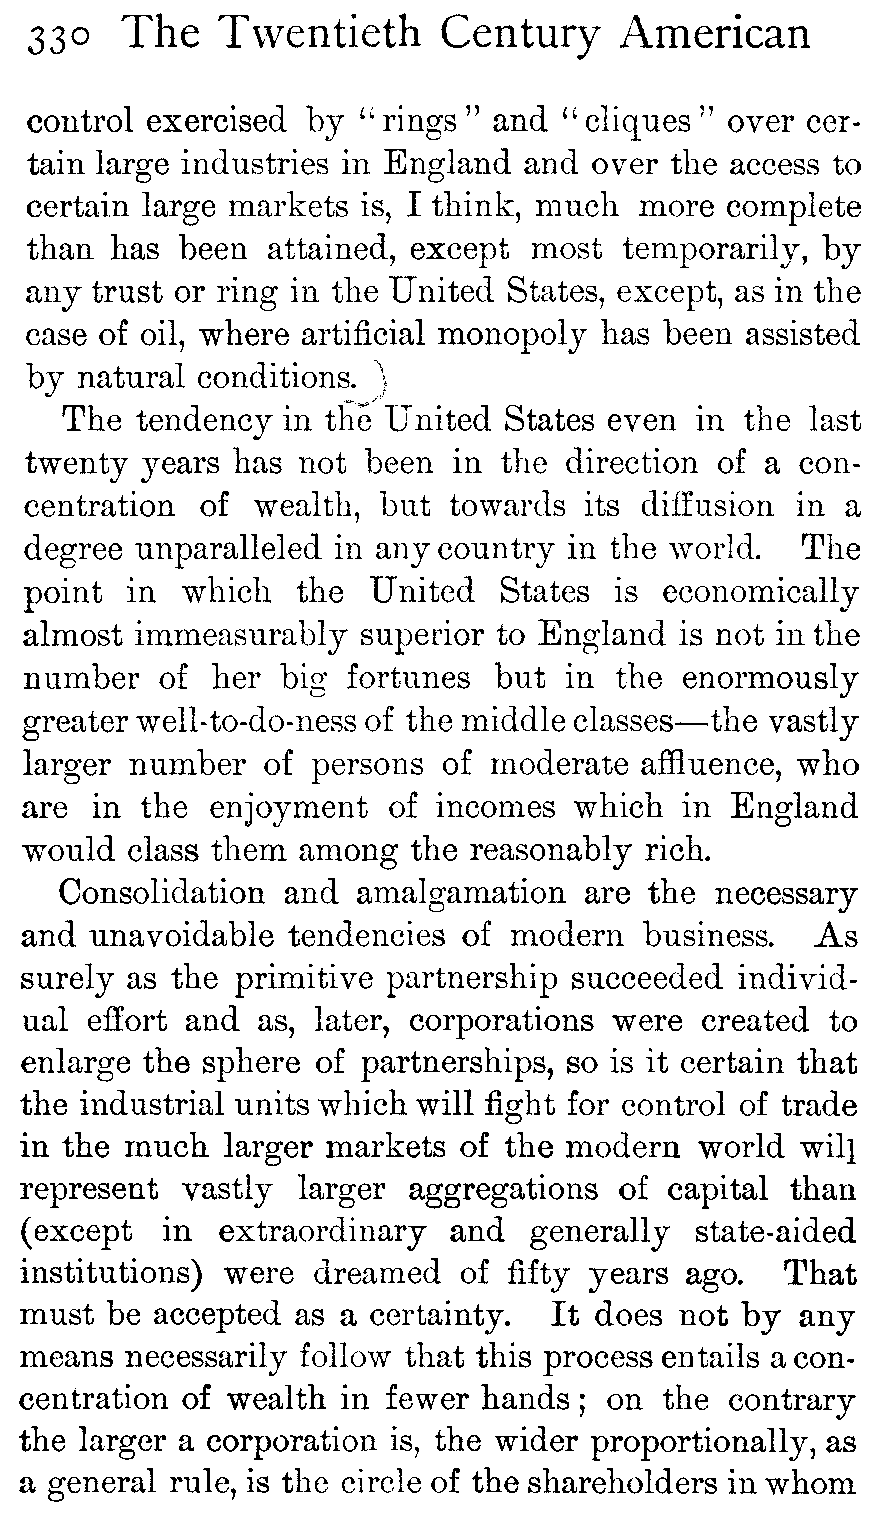 330 The Twentieth Century American
control exercised by "rings" and "cliques" over cer-
tain large industries in England and over the access to
certain large markets is, I think, much more complete
than has been attained, except most temporarily, by
any trust or ring in the United States, except, as in the
case of oil, where artificial monopoly has been assisted
by natural conditions.
The tendency in the United States even in the last
twenty years has not been in the direction of a con-
centration of wealth, but towards its diffusion in a
degree unparalleled in any country in the world. The
point in which the United States is economically
almost immeasurably superior to England is not in the
number of her big fortunes but in the enormously
greater well-to-do-ness of the middle classes—the vastly
larger number of persons of moderate affluence, who
are in the enjoyment of incomes which in England
would class them among the reasonably rich.
Consolidation and amalgamation are the necessary
and unavoidable tendencies of modern business. As
surely as the primitive partnership succeeded individ-
ual effort and as, later, corporations were created to
enlarge the sphere of partnerships, so is it certain that
the industrial units which will fight for control of trade
in the much larger markets of the modern world will
represent vastly larger aggregations of capital than
(except in extraordinary and generally state-aided
institutions) were dreamed of fifty years ago. That
must be accepted as a certainty. It does not by any
means necessarily follow that this process entails a con-
centration of wealth in fewer hands; on the contrary
the larger a corporation is, the wider proportionally, as
a general rule, is the circle of the shareholders in whom